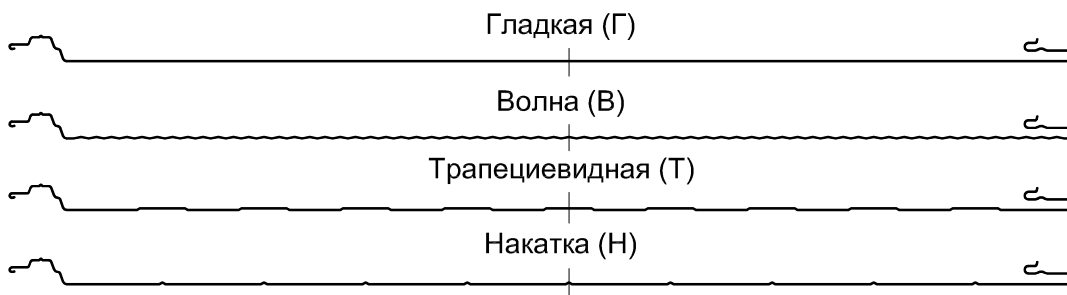 Гладкая (Г)
Волна (В)
Трапециевидная (Т)
Накатка (Н)